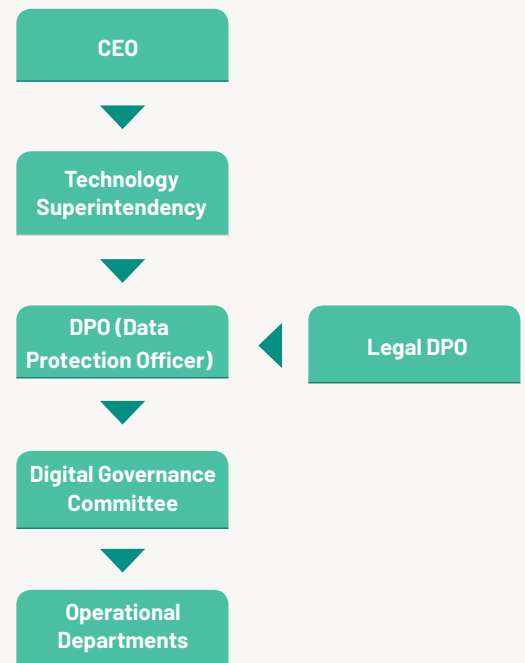 CEO
Technology
Superintendency
DPO (Data
Protection Officer)
Legal DPO
Digital Governance
Committee
Operational
Departments